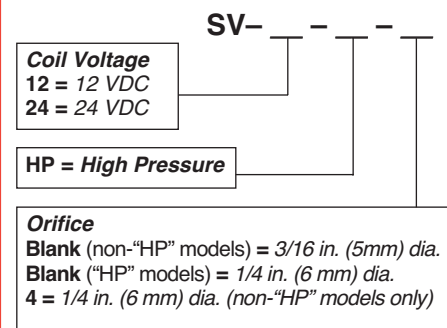 SV– __ – __ – __
Coil Voltage
12 = 12 VDC
24 = 24 VDC
HP = High Pressure
Orifice
Blank (non-“HP” models) = 3/16 in. (5mm) dia.
Blank (“HP” models) = 1/4 in. (6 mm) dia.
4 = 1/4 in. (6 mm) dia. (non-“HP” models only)